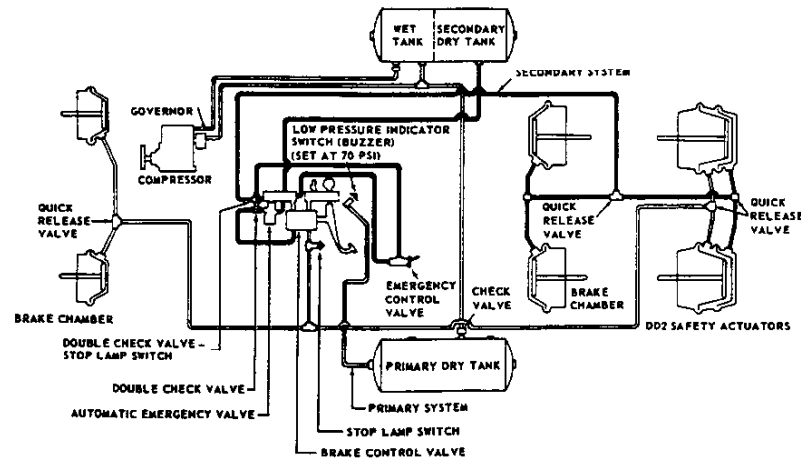 WET
TANK
SECONDARY
DRY TANK
SECONDARY SYSTEM
GOVERNOR
LOW PRESSURE INDICATOR
SWITCH (BUZZER)
(SET AT 70 PSI)
COMPRESSOR
QUICK
RELEASE
VALVE
QUICK
RELEASE
VALVE
QUICK
RELEASE
VALVE
EMERGENCY
CONTROL
VALVE
CHECK
VALVE
BRAKE
CHAMBER
BRAKE CHAMBER
DD2 SAFETY ACTUATORS
DOUBLE CHECK VALVE-
STOP LAMP SWITCH
PRIMARY DRY TANK
DOUBLE CHECK VALVE
AUTOMATIC EMERGENCY VALVE
PRIMARY SYSTEM
STOP LAMP SWITCH
BRAKE CONTROL VALVE